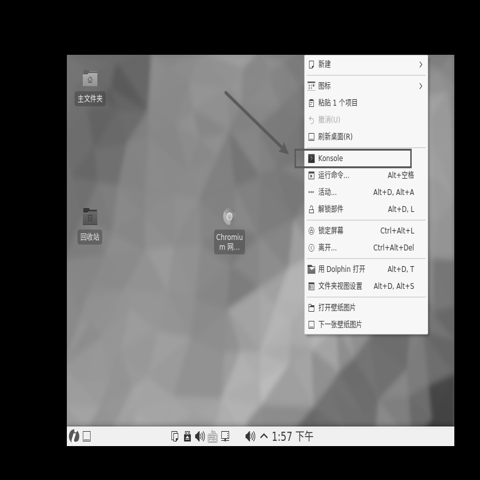 主文件夹
回收站
Chromiu
m 网...
新建
图标
粘贴 1 个项目
撤消(U)
刷新桌面(R)
Konsole
运行命令... Alt+空格
活动... Alt+D, Alt+A
解锁部件 Alt+D, L
锁定屏幕 Ctrl+Alt+L
离开... Ctrl+Alt+Del
用 Dolphin 打开 Alt+D, T
文件夹视图设置 Alt+D, Alt+S
打开壁纸图片
下一张壁纸图片
1:57 下午